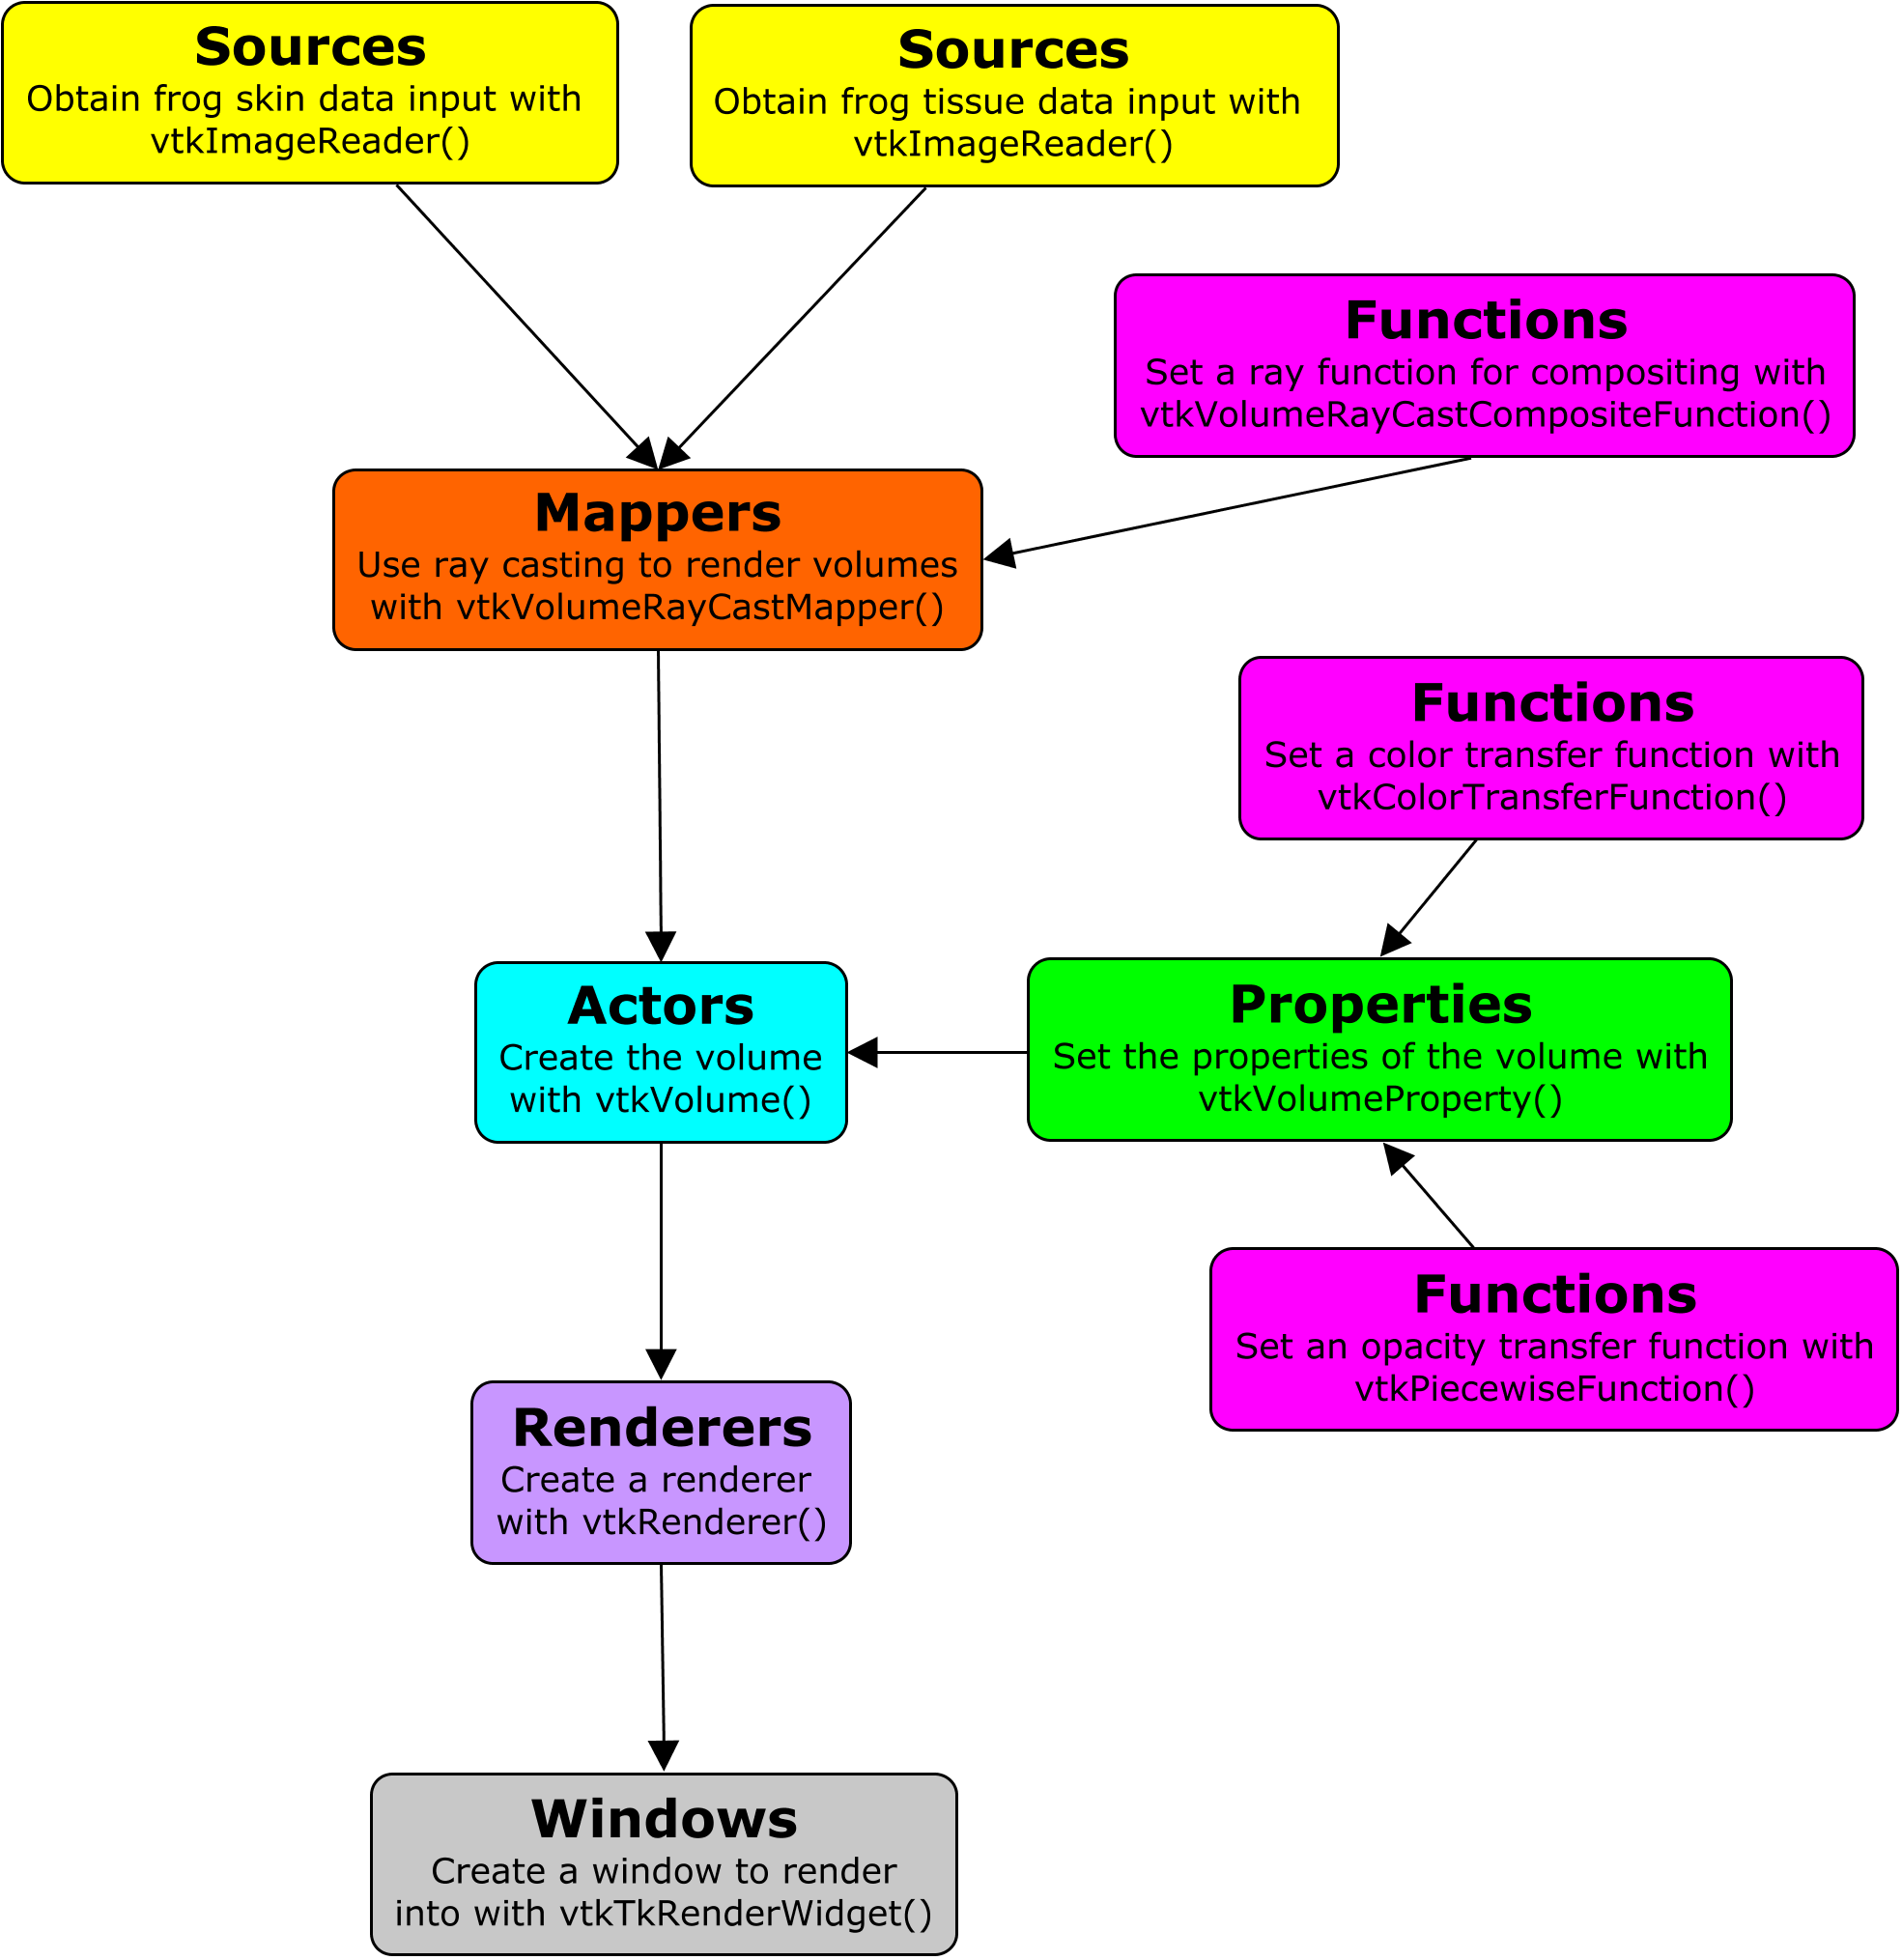 Sources
Obtain frog skin data input with
vtkImageReader()
Sources
Obtain frog tissue data input with
vtkImageReader()
Functions
Set a ray function for compositing with
vtkVolumeRayCastCompositeFunction()
Mappers
Use ray casting to render volumes
with vtkVolumeRayCastMapper()
Functions
Set a color transfer function with
vtkColorTransferFunction()
Actors
Create the volume
with vtkVolume()
Properties
Set the properties of the volume with
vtkVolumeProperty()
Functions
Set an opacity transfer function with
vtkPiecewiseFunction()
Renderers
Create a renderer
with vtkRenderer()
Windows
Create a window to render
into with vtkTkRenderWidget()